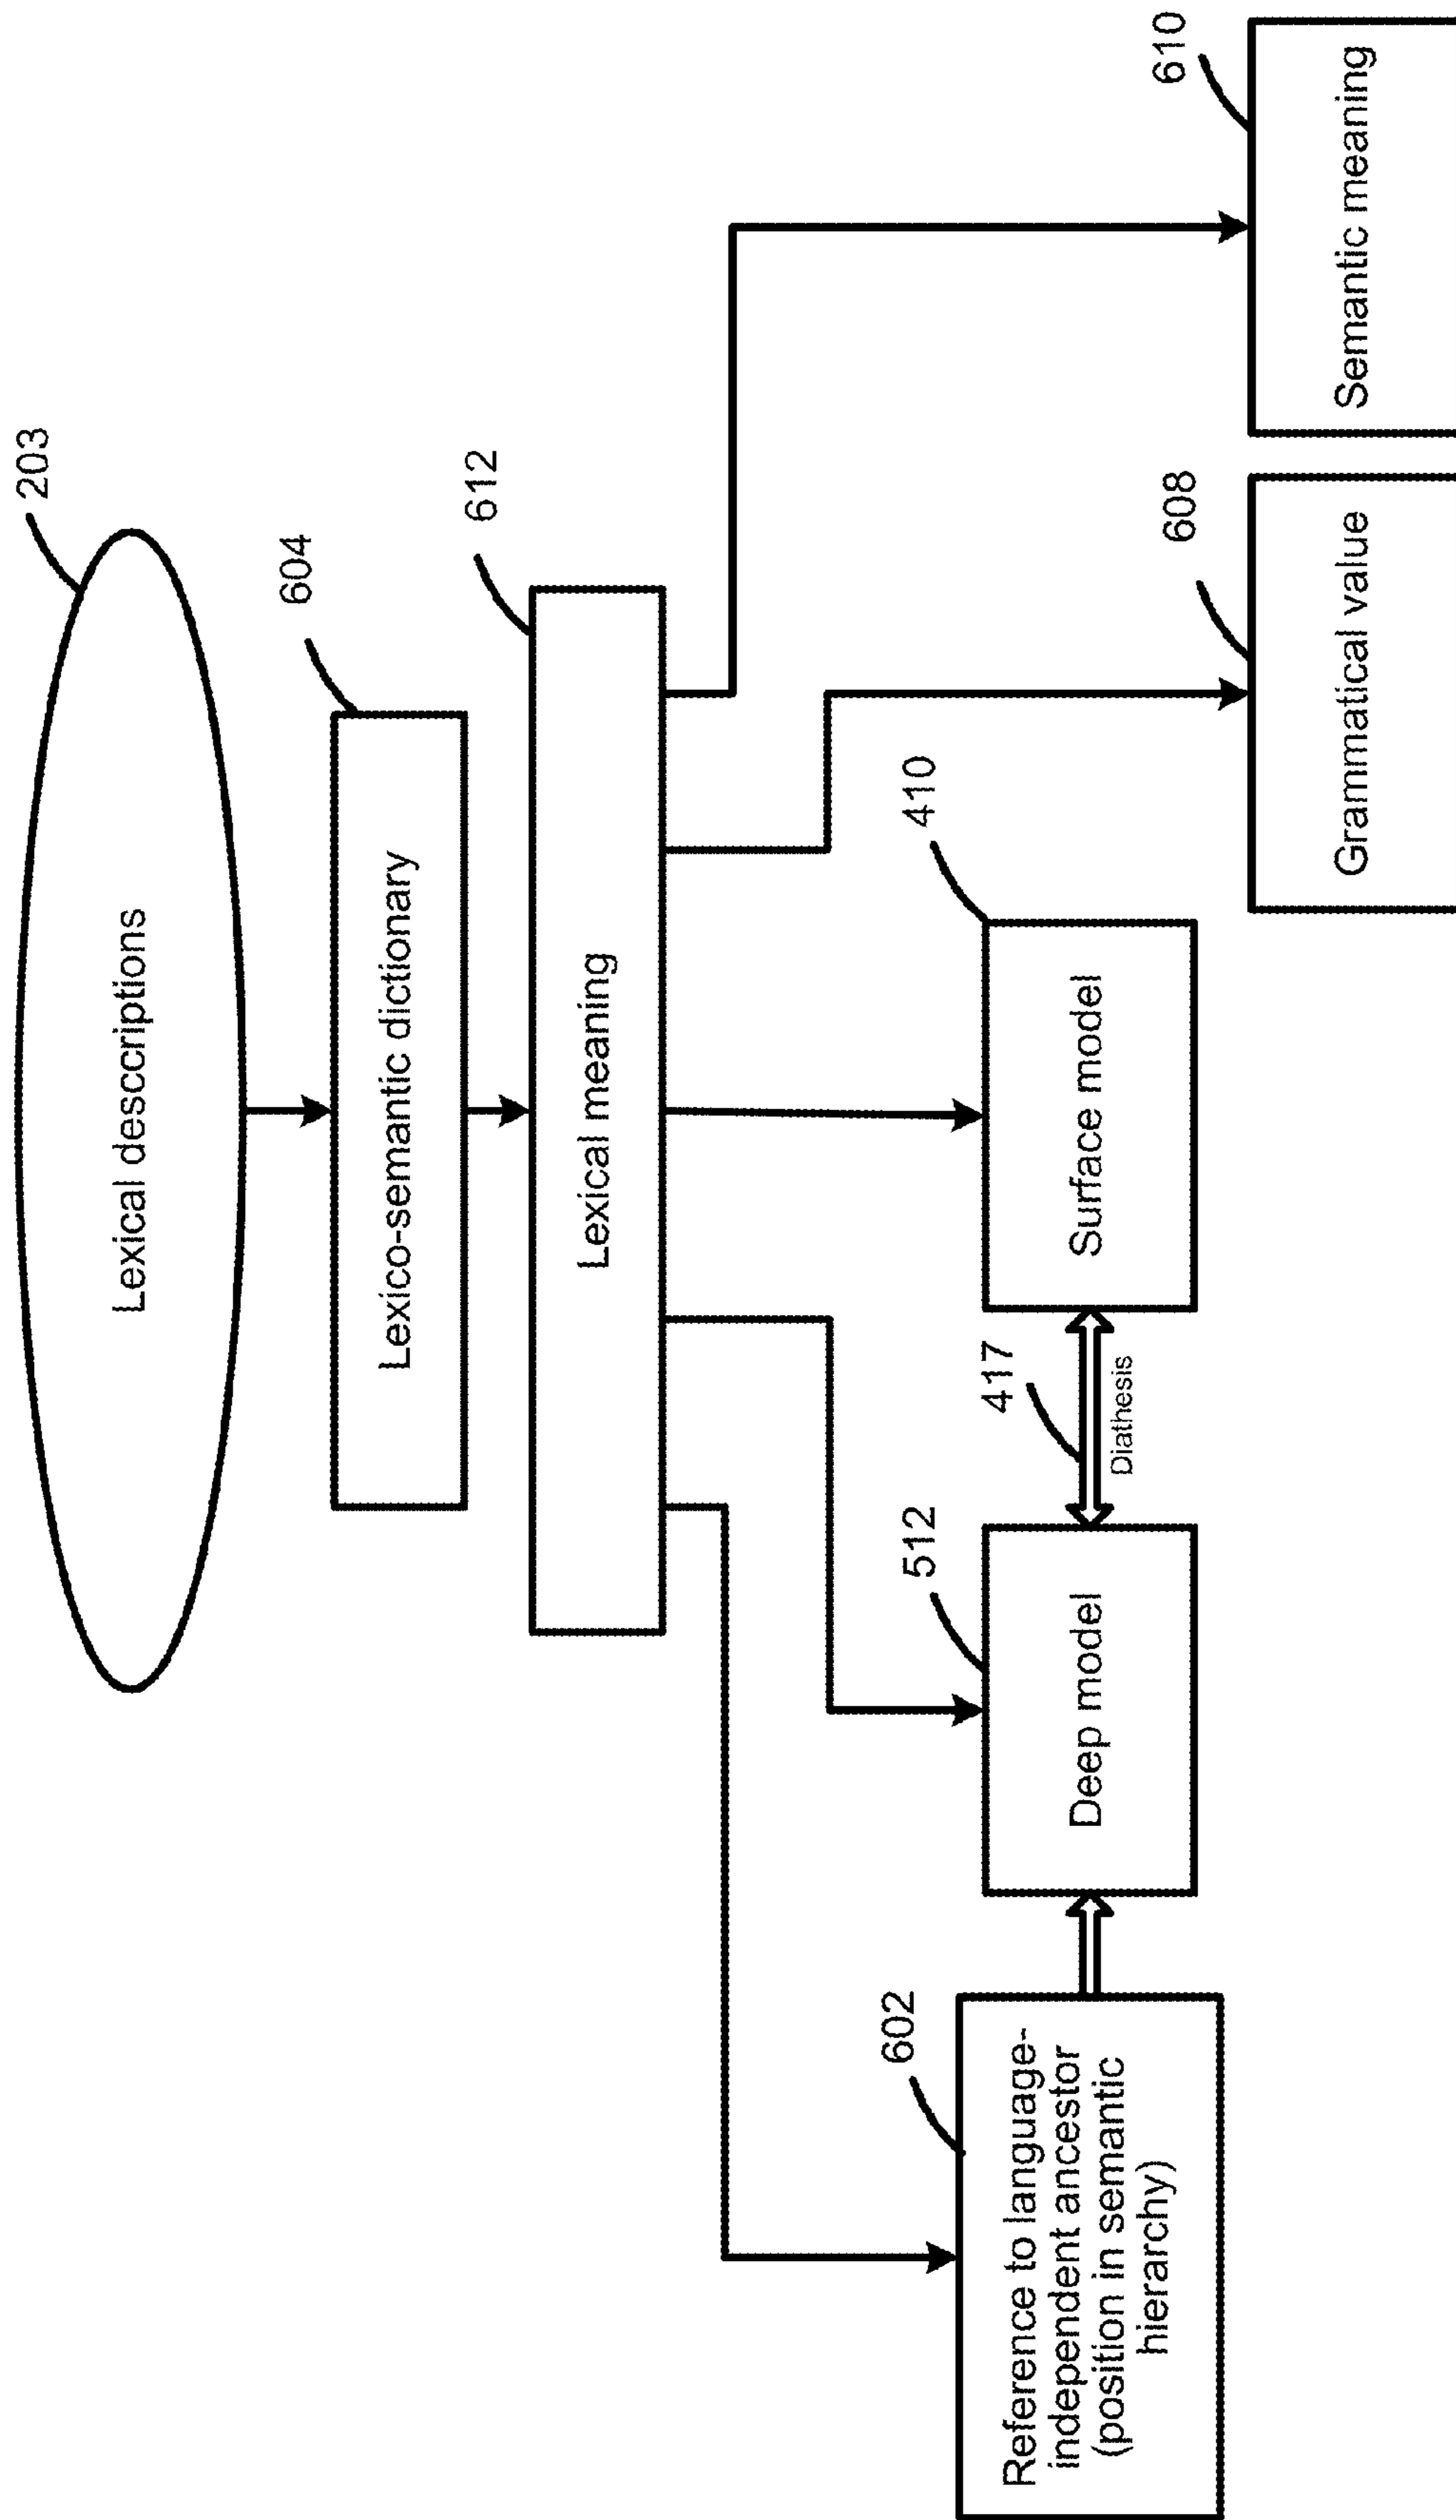 Lexical desccriptions
203
Lexico-semantic dictionary
604
Lexical meaning
612
Reference to language-
independent ancestor
(position in semantic
hierarchy)
602
Deep model
512
417
Diathesis
Surface model
410
Grammatical value
608
Semantic meaning
610